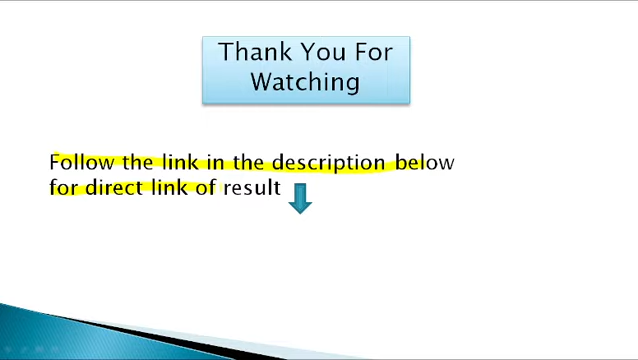 Thank You For
Watching
Follow the link in the description below
for direct link of result